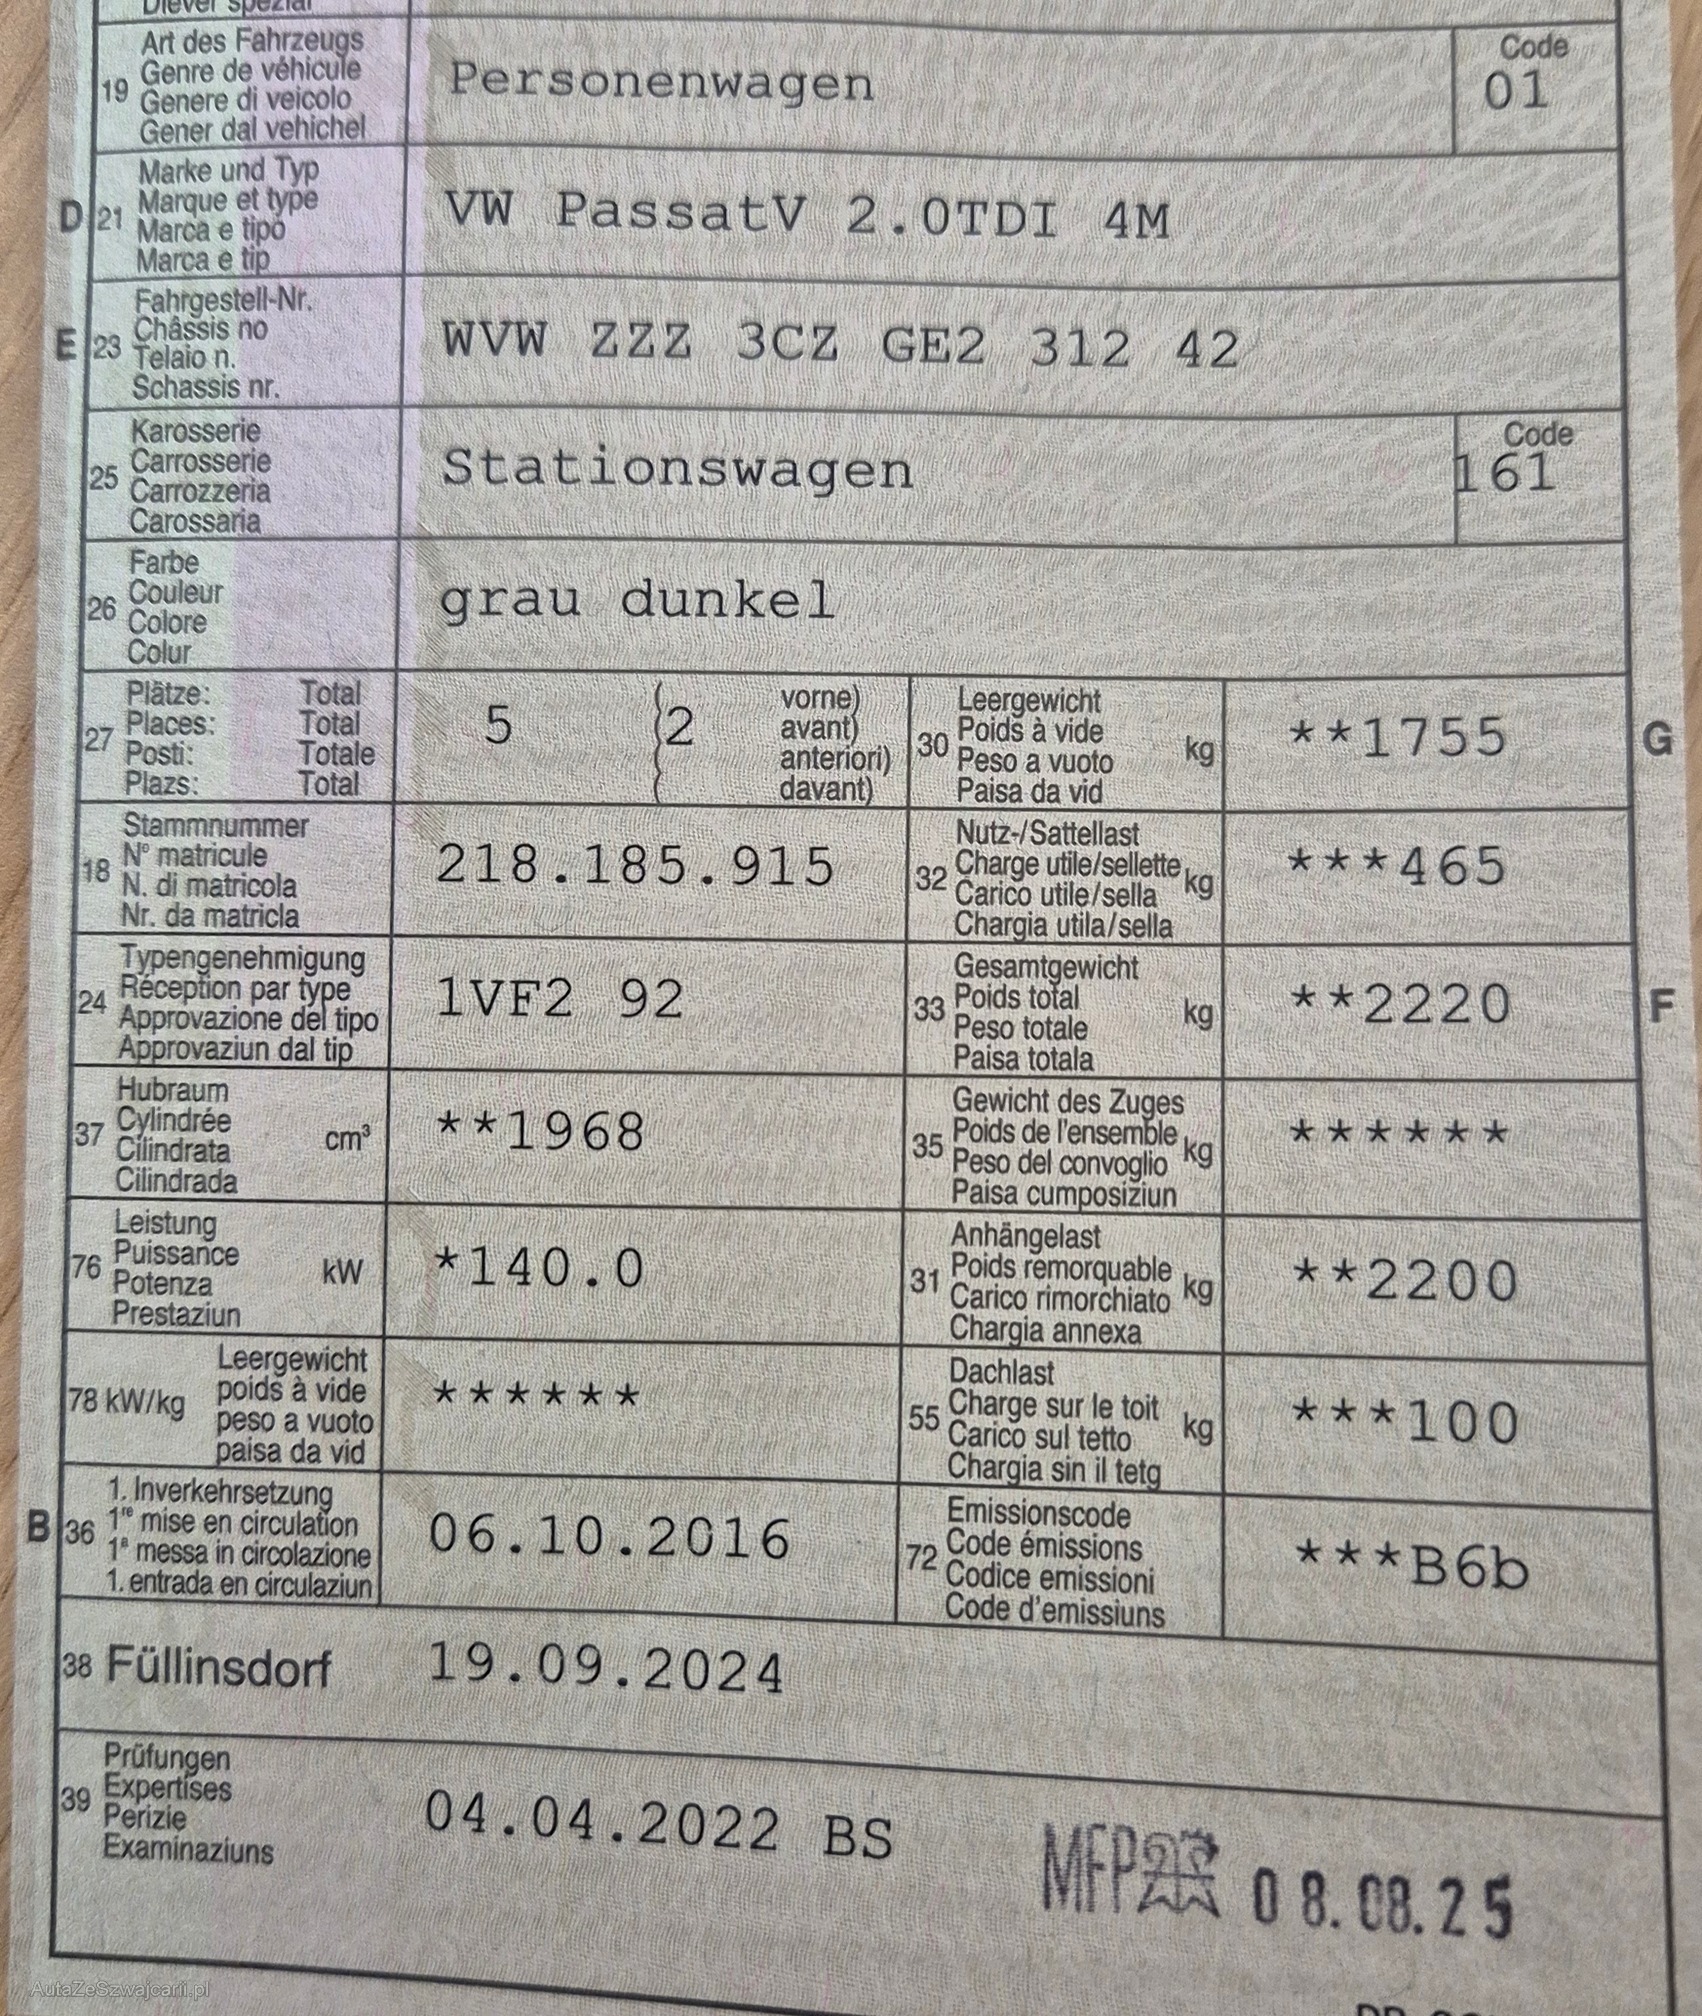 19 Art des Fahrzeugs
Genre de véhicule
Genere di veicolo
Gener dal vehichel
Personenwagen
Code
01
D 21 Marke und Typ
Marque et type
Marca e tipo
Marca e tip
VW PassatV 2.0TDI 4M
E 23 Fahrgestell-Nr.
Châssis no
Telaio n.
Schassis nr.
WVW ZZZ 3CZ GE2 312 42
25 Karosserie
Carrosserie
Carrozzeria
Carossaria
Stationswagen
Code
161
26 Farbe
Couleur
Colore
Colur
grau dunkel
27 Plätze: Total
Places: Total
Posti: Totale
Plazs: Total
5 (2 vorne)
avant)
anteriori)
davant)
30 Leergewicht
Poids à vide
Peso a vuoto
Paisa da vid
kg
**1755
G
18 Stammnummer
N° matricule
N. di matricola
Nr. da matricla
218.185.915
32 Nutz-/Sattellast
Charge utile/sellette
Carico utile/sella
Chargia utila/sella
kg
***465
24 Typengenehmigung
Réception par type
Approvazione del tipo
Approvaziun dal tip
1VF2 92
33 Gesamtgewicht
Poids total
Peso totale
Paisa totala
kg
**2220
F
37 Hubraum
Cylindrée
Cilindrata
Cilindrada
cm³
**1968
35 Gewicht des Zuges
Poids de l'ensemble
Peso del convoglio
Paisa cumposiziun
kg
******
76 Leistung
Puissance
Potenza
Prestaziun
kW
*140.0
31 Anhängelast
Poids remorquable
Carico rimorchiato
Chargia annexa
kg
**2200
78 kW/kg Leergewicht
poids à vide
peso a vuoto
paisa da vid
******
55 Dachlast
Charge sur le toit
Carico sul tetto
Chargia sin il tetg
kg
***100
B 36 1. Inverkehrsetzung
1re mise en circulation
1a messa in circolazione
1. entrada en circulaziun
06.10.2016
72 Emissionscode
Code émissions
Codice emissioni
Code d'emissiuns
***B6b
38 Füllinsdorf 19.09.2024
39 Prüfungen
Expertises
Perizie
Examinaziuns
04.04.2022 BS
MFP 08.08.25
AutaZeSzwajcarii.pl